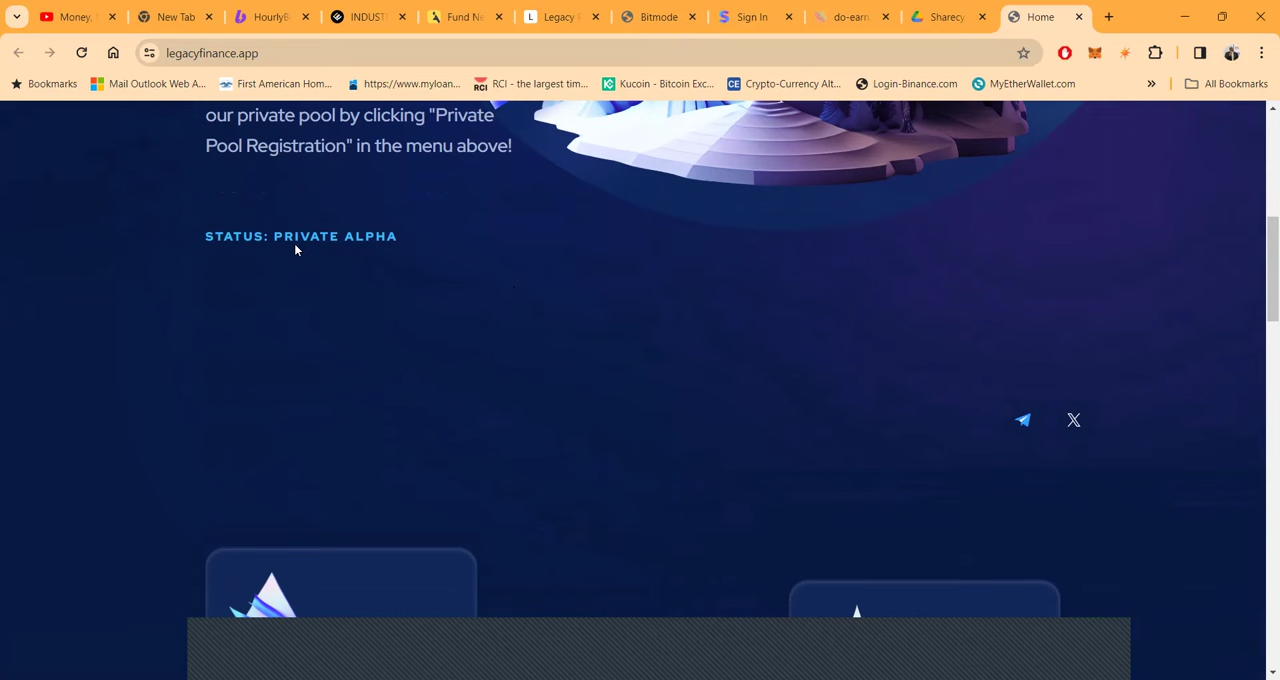 Money,
New Tab
HourlyB
INDUST
Fund Ne
Legacy F
Bitmode
Sign In
do-earn
Sharecy
Home
legacyfinance.app
Bookmarks
Mail Outlook Web A...
First American Hom...
https://www.myloan...
RCI - the largest tim...
Kucoin - Bitcoin Exc...
Crypto-Currency Alt...
Login-Binance.com
MyEtherWallet.com
All Bookmarks
our private pool by clicking "Private
Pool Registration" in the menu above!
STATUS: PRIVATE ALPHA